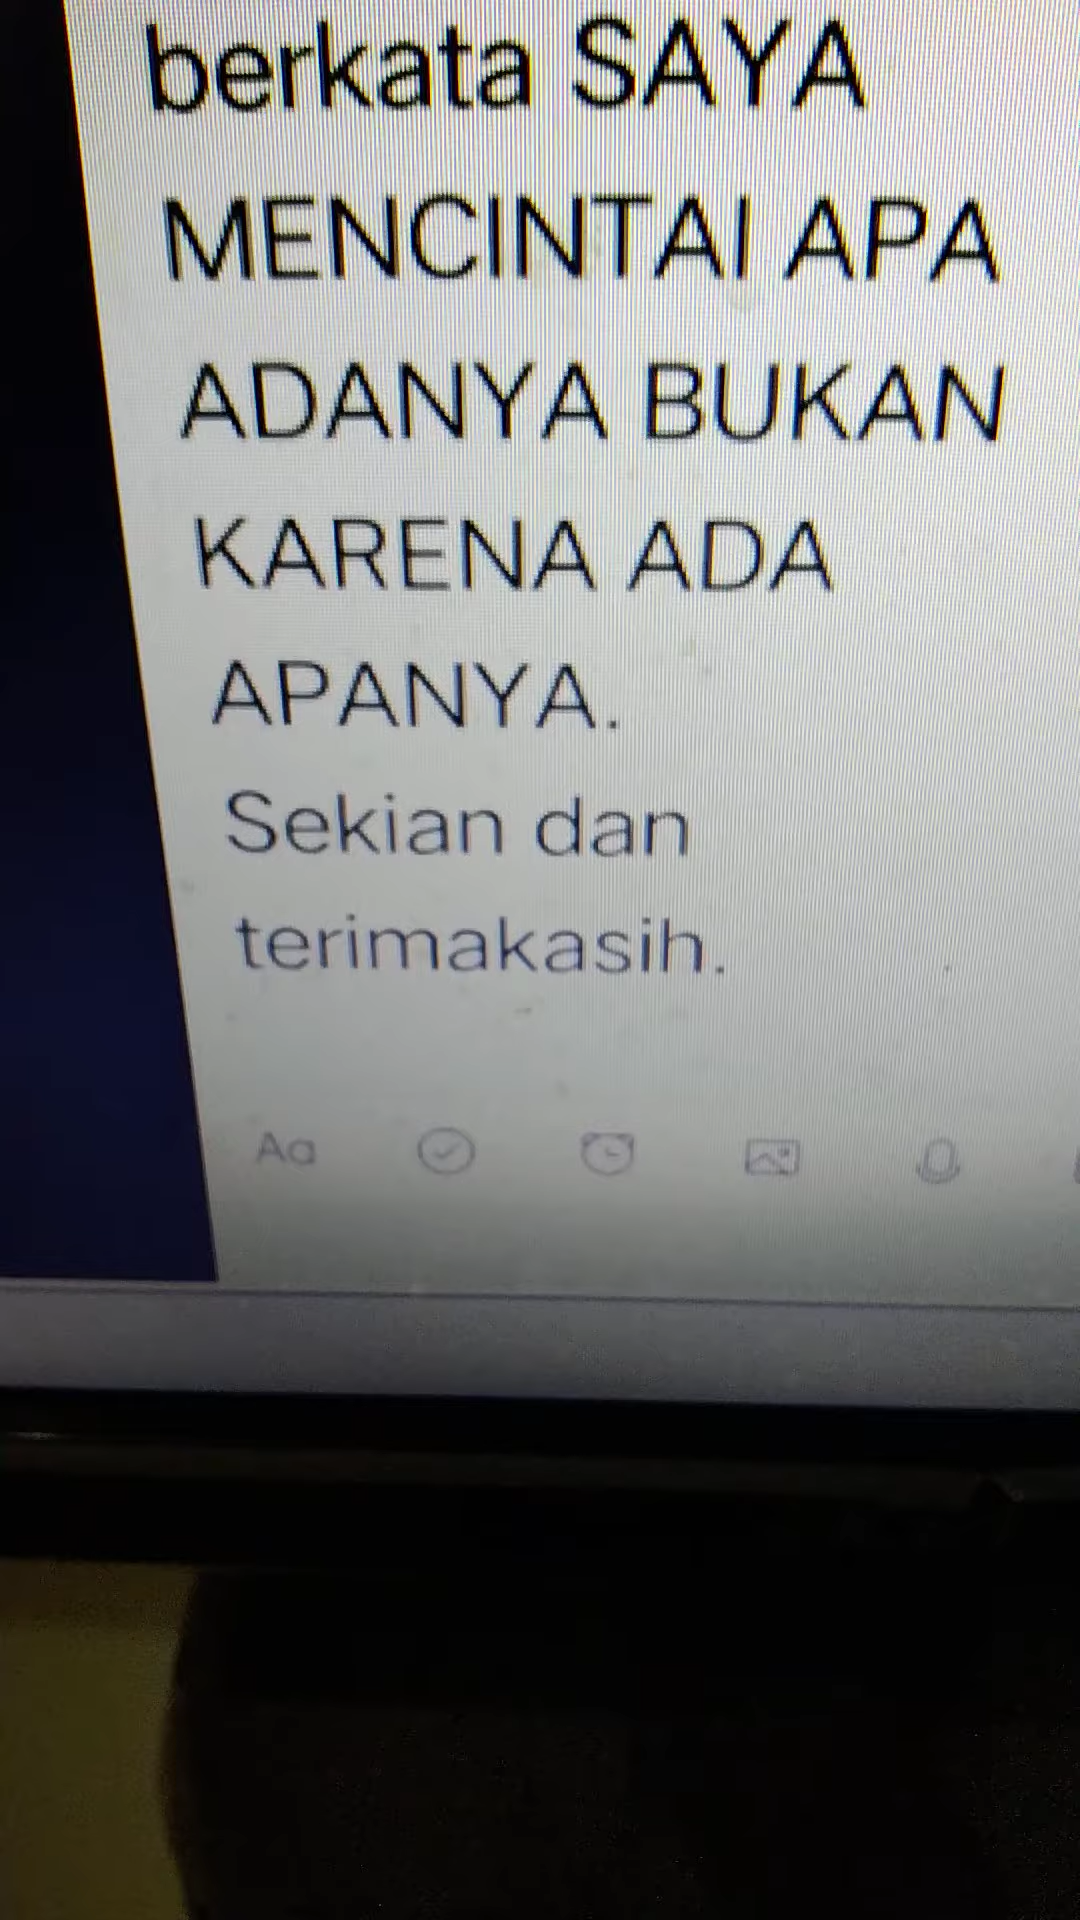 berkata SAYA
MENCINTAI APA
ADANYA BUKAN
KARENA ADA
APANYA.
Sekian dan
terimakasih.
Aa